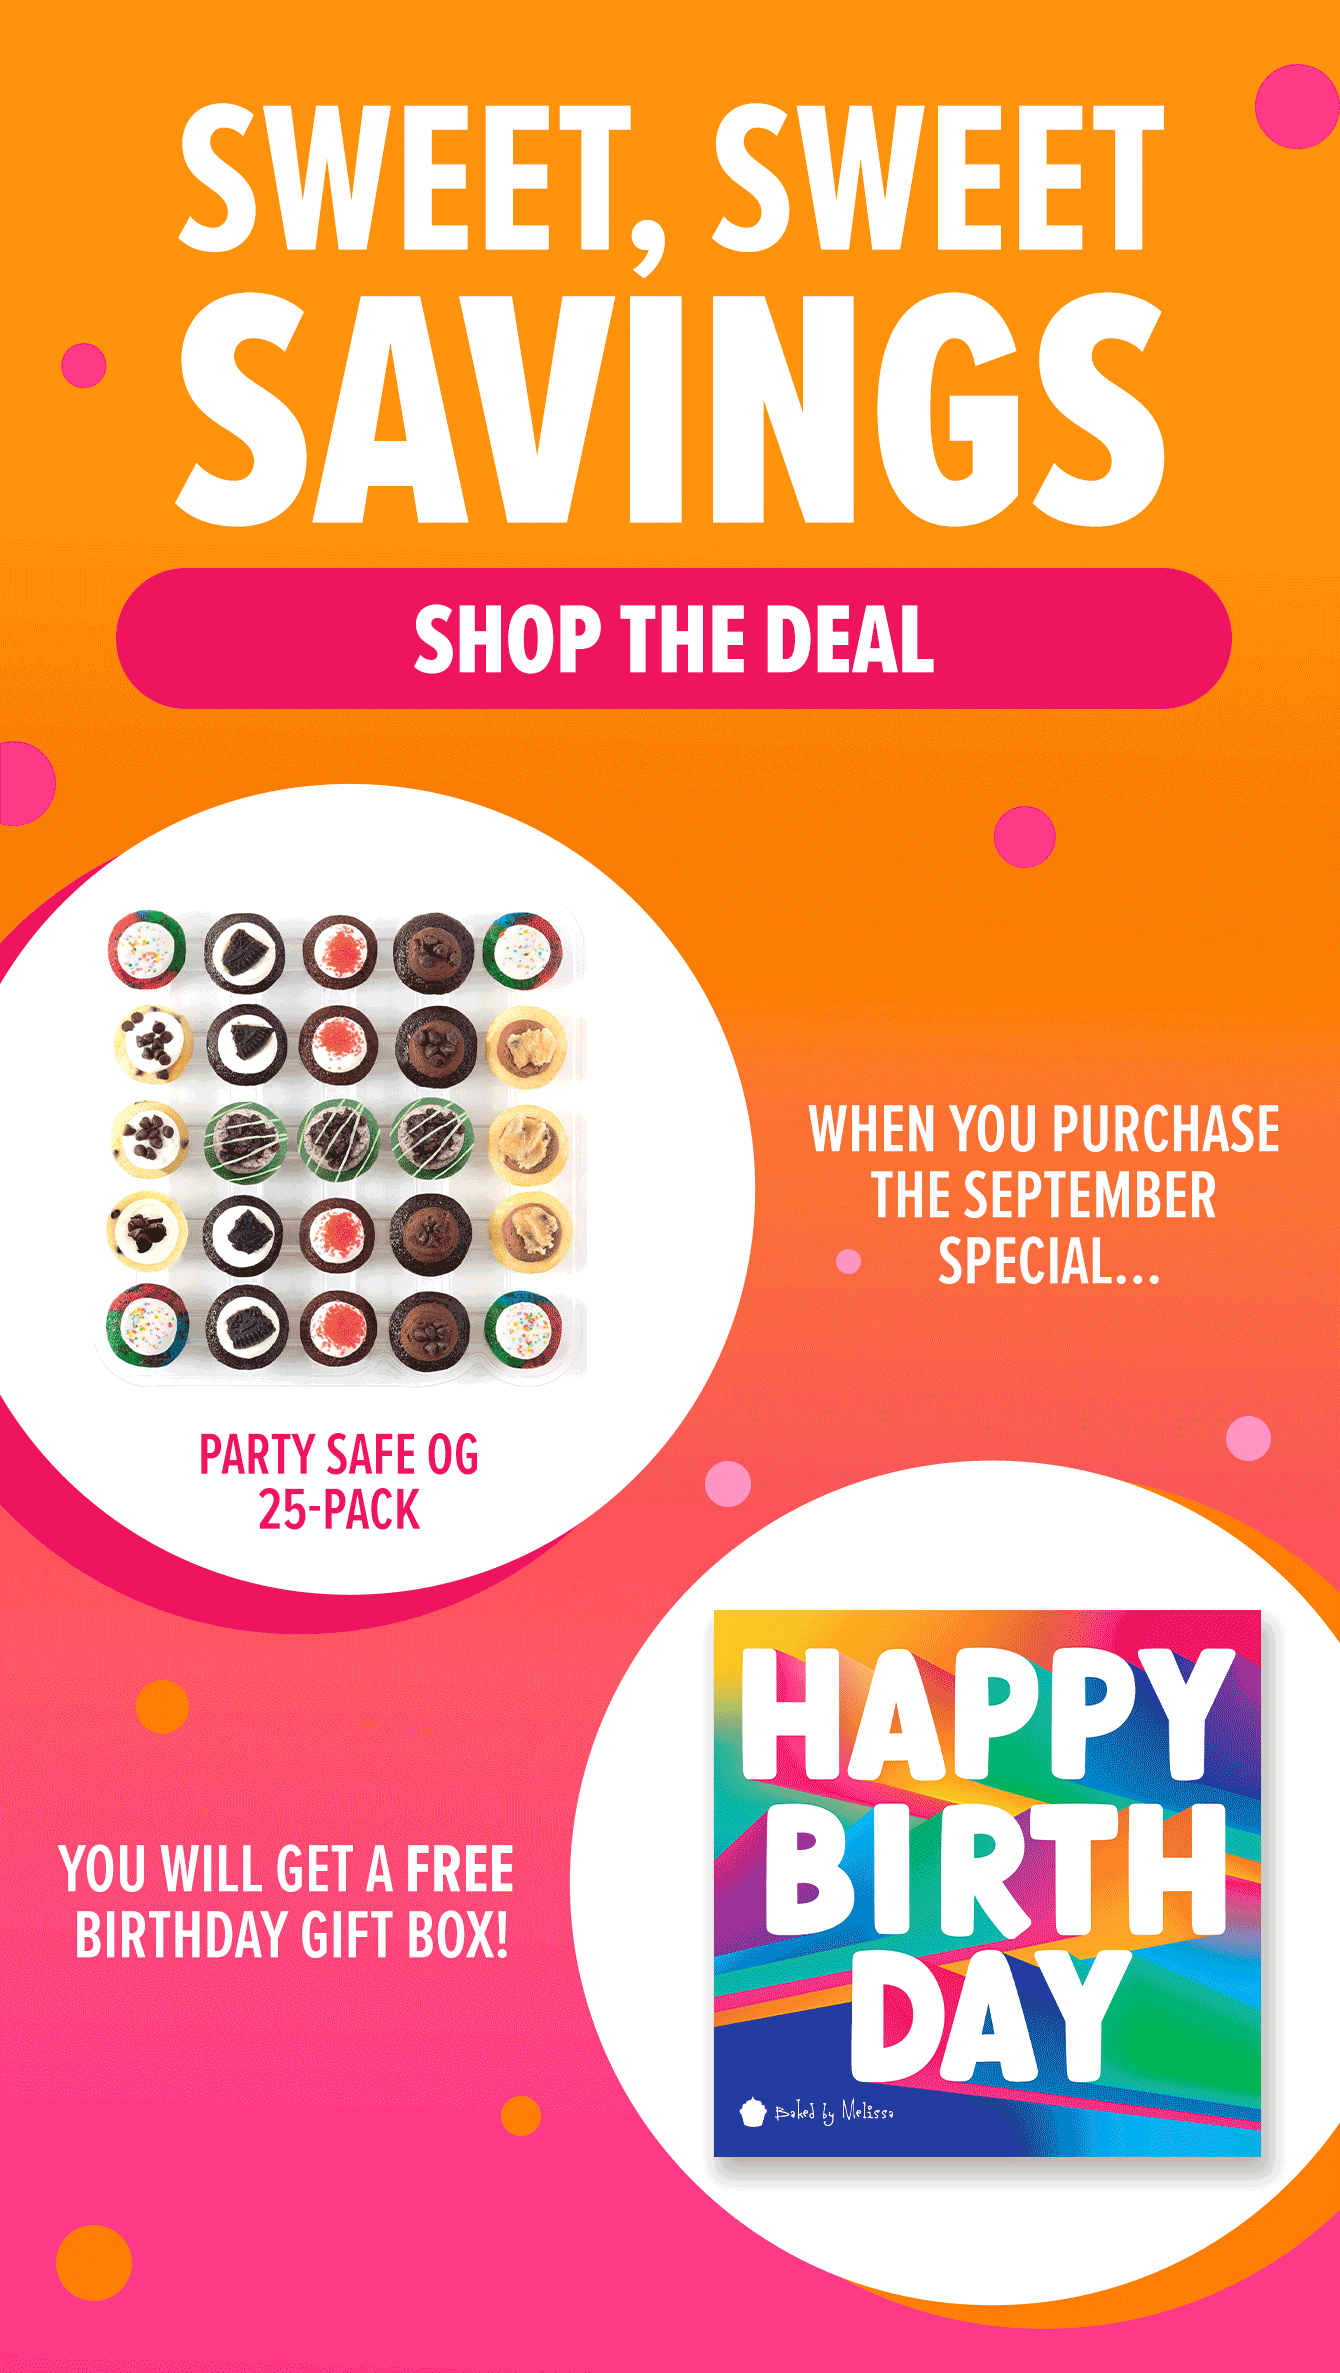 SWEET, SWEET
SAVINGS
SHOP THE DEAL
WHEN YOU PURCHASE
THE SEPTEMBER
SPECIAL...
PARTY SAFE OG
25-PACK
HAPPY
BIRTH
DAY
Baked by Melissa
YOU WILL GET A FREE
BIRTHDAY GIFT BOX!